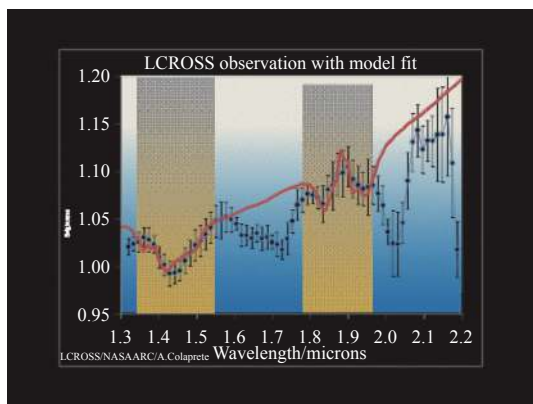 LCROSS observation with model fit
1.20
1.15
1.10
1.05
1.00
0.95
1.3 1.4 1.5 1.6 1.7 1.8 1.9 2.0 2.1 2.2
LCROSS/NASAARC/A.Colaprete Wavelength/microns